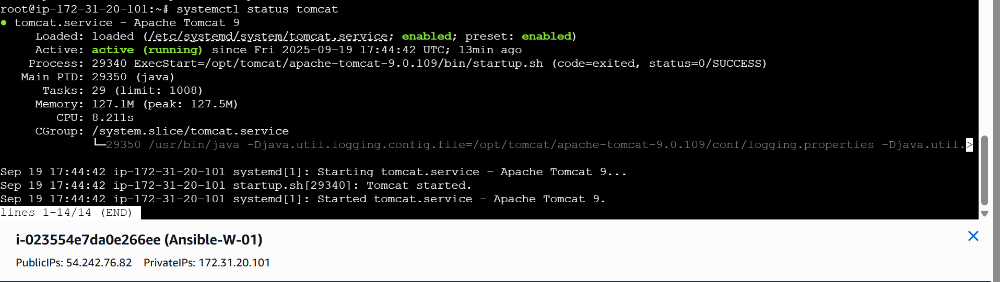 root@ip-172-31-20-101:~# systemctl status tomcat
● tomcat.service - Apache Tomcat 9
Loaded: loaded (/etc/systemd/system/tomcat.service; enabled; preset: enabled)
Active: active (running) since Fri 2025-09-19 17:44:42 UTC; 13min ago
Process: 29340 ExecStart=/opt/tomcat/apache-tomcat-9.0.109/bin/startup.sh (code=exited, status=0/SUCCESS)
Main PID: 29350 (java)
Tasks: 29 (limit: 1008)
Memory: 127.1M (peak: 127.5M)
CPU: 8.211s
CGroup: /system.slice/tomcat.service
└─29350 /usr/bin/java -Djava.util.logging.config.file=/opt/tomcat/apache-tomcat-9.0.109/conf/logging.properties -Djava.util.>
Sep 19 17:44:42 ip-172-31-20-101 systemd[1]: Starting tomcat.service - Apache Tomcat 9...
Sep 19 17:44:42 ip-172-31-20-101 startup.sh[29340]: Tomcat started.
Sep 19 17:44:42 ip-172-31-20-101 systemd[1]: Started tomcat.service - Apache Tomcat 9.
lines 1-14/14 (END)
i-023554e7da0e266ee (Ansible-W-01)
PublicIPs: 54.242.76.82 PrivateIPs: 172.31.20.101